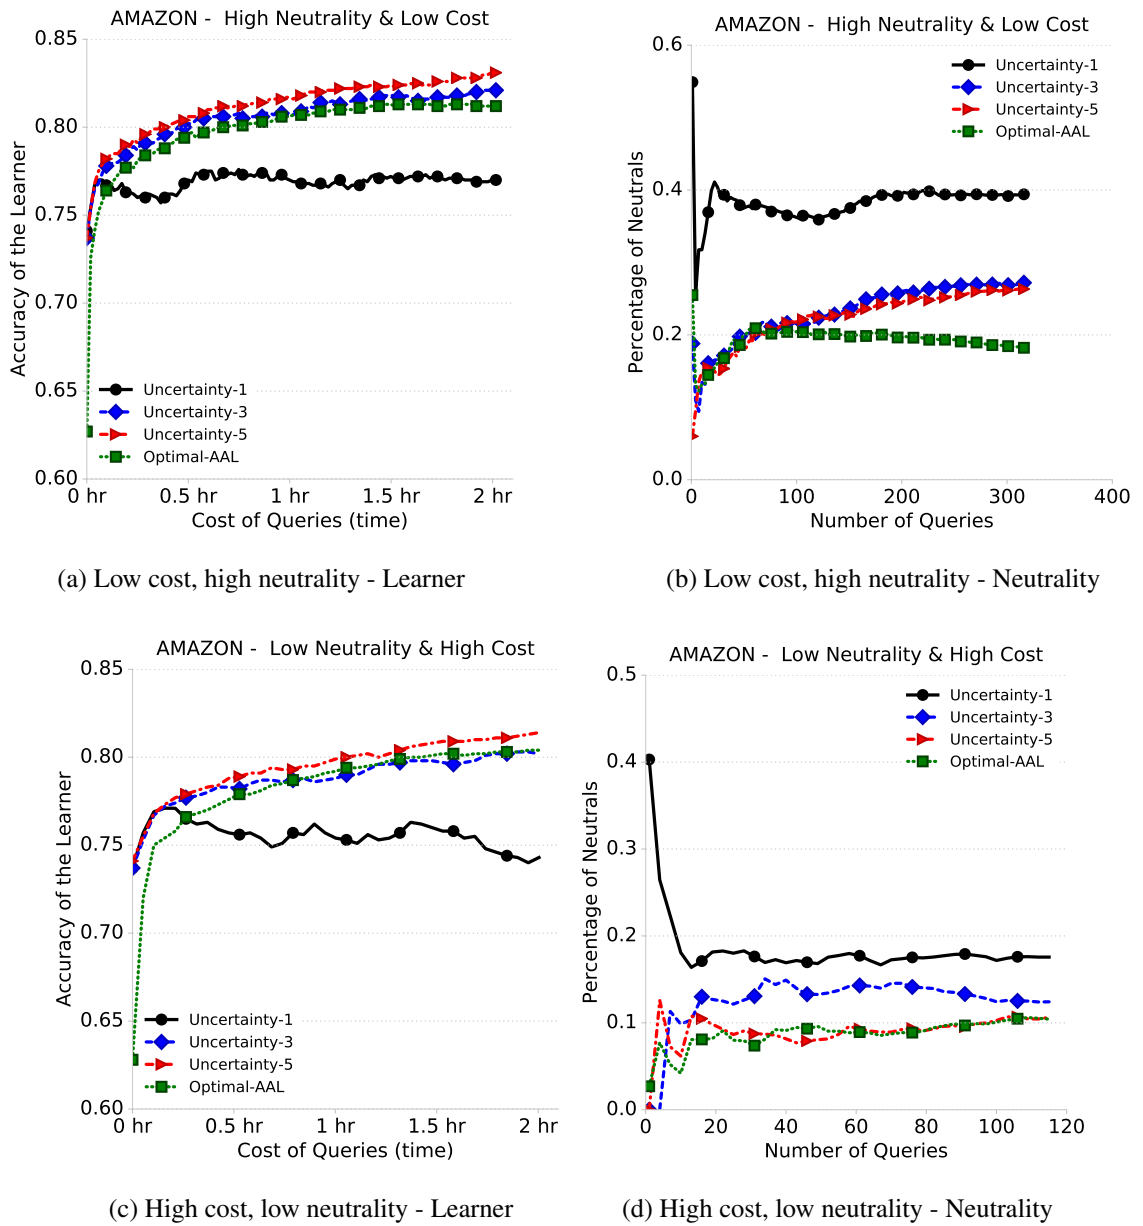 AMAZON -  High Neutrality & Low Cost
0.85
0.80
0.75
0.70
0.65
0.60
Accuracy of the Learner
Uncertainty-1
Uncertainty-3
Uncertainty-5
Optimal-AAL
0 hr 0.5 hr 1 hr 1.5 hr 2 hr
Cost of Queries (time)
(a) Low cost, high neutrality - Learner
AMAZON -  High Neutrality & Low Cost
0.6
0.4
0.2
0.0
Percentage of Neutrals
Uncertainty-1
Uncertainty-3
Uncertainty-5
Optimal-AAL
0 100 200 300 400
Number of Queries
(b) Low cost, high neutrality - Neutrality
AMAZON -  Low Neutrality & High Cost
0.85
0.80
0.75
0.70
0.65
0.60
Accuracy of the Learner
Uncertainty-1
Uncertainty-3
Uncertainty-5
Optimal-AAL
0 hr 0.5 hr 1 hr 1.5 hr 2 hr
Cost of Queries (time)
(c) High cost, low neutrality - Learner
AMAZON -  Low Neutrality & High Cost
0.5
0.4
0.3
0.2
0.1
0.0
Percentage of Neutrals
Uncertainty-1
Uncertainty-3
Uncertainty-5
Optimal-AAL
0 20 40 60 80 100 120
Number of Queries
(d) High cost, low neutrality - Neutrality